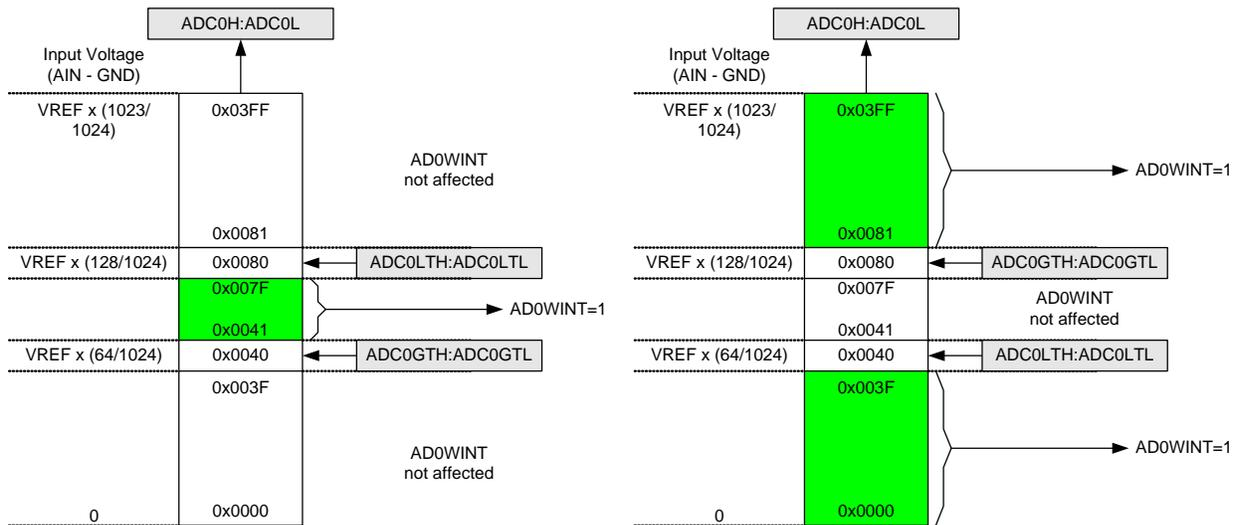 ADC0H:ADC0L
Input Voltage
(AIN - GND)
VREF x (1023/
1024)
0x03FF
AD0WINT
not affected
0x0081
VREF x (128/1024)
0x0080
ADC0LTH:ADC0LTL
0x007F
AD0WINT=1
0x0041
VREF x (64/1024)
0x0040
ADC0GTH:ADC0GTL
0x003F
AD0WINT
not affected
0
0x0000
ADC0H:ADC0L
Input Voltage
(AIN - GND)
VREF x (1023/
1024)
0x03FF
AD0WINT=1
0x0081
VREF x (128/1024)
0x0080
ADC0GTH:ADC0GTL
0x007F
AD0WINT
not affected
0x0041
VREF x (64/1024)
0x0040
ADC0LTH:ADC0LTL
0x003F
AD0WINT=1
0
0x0000